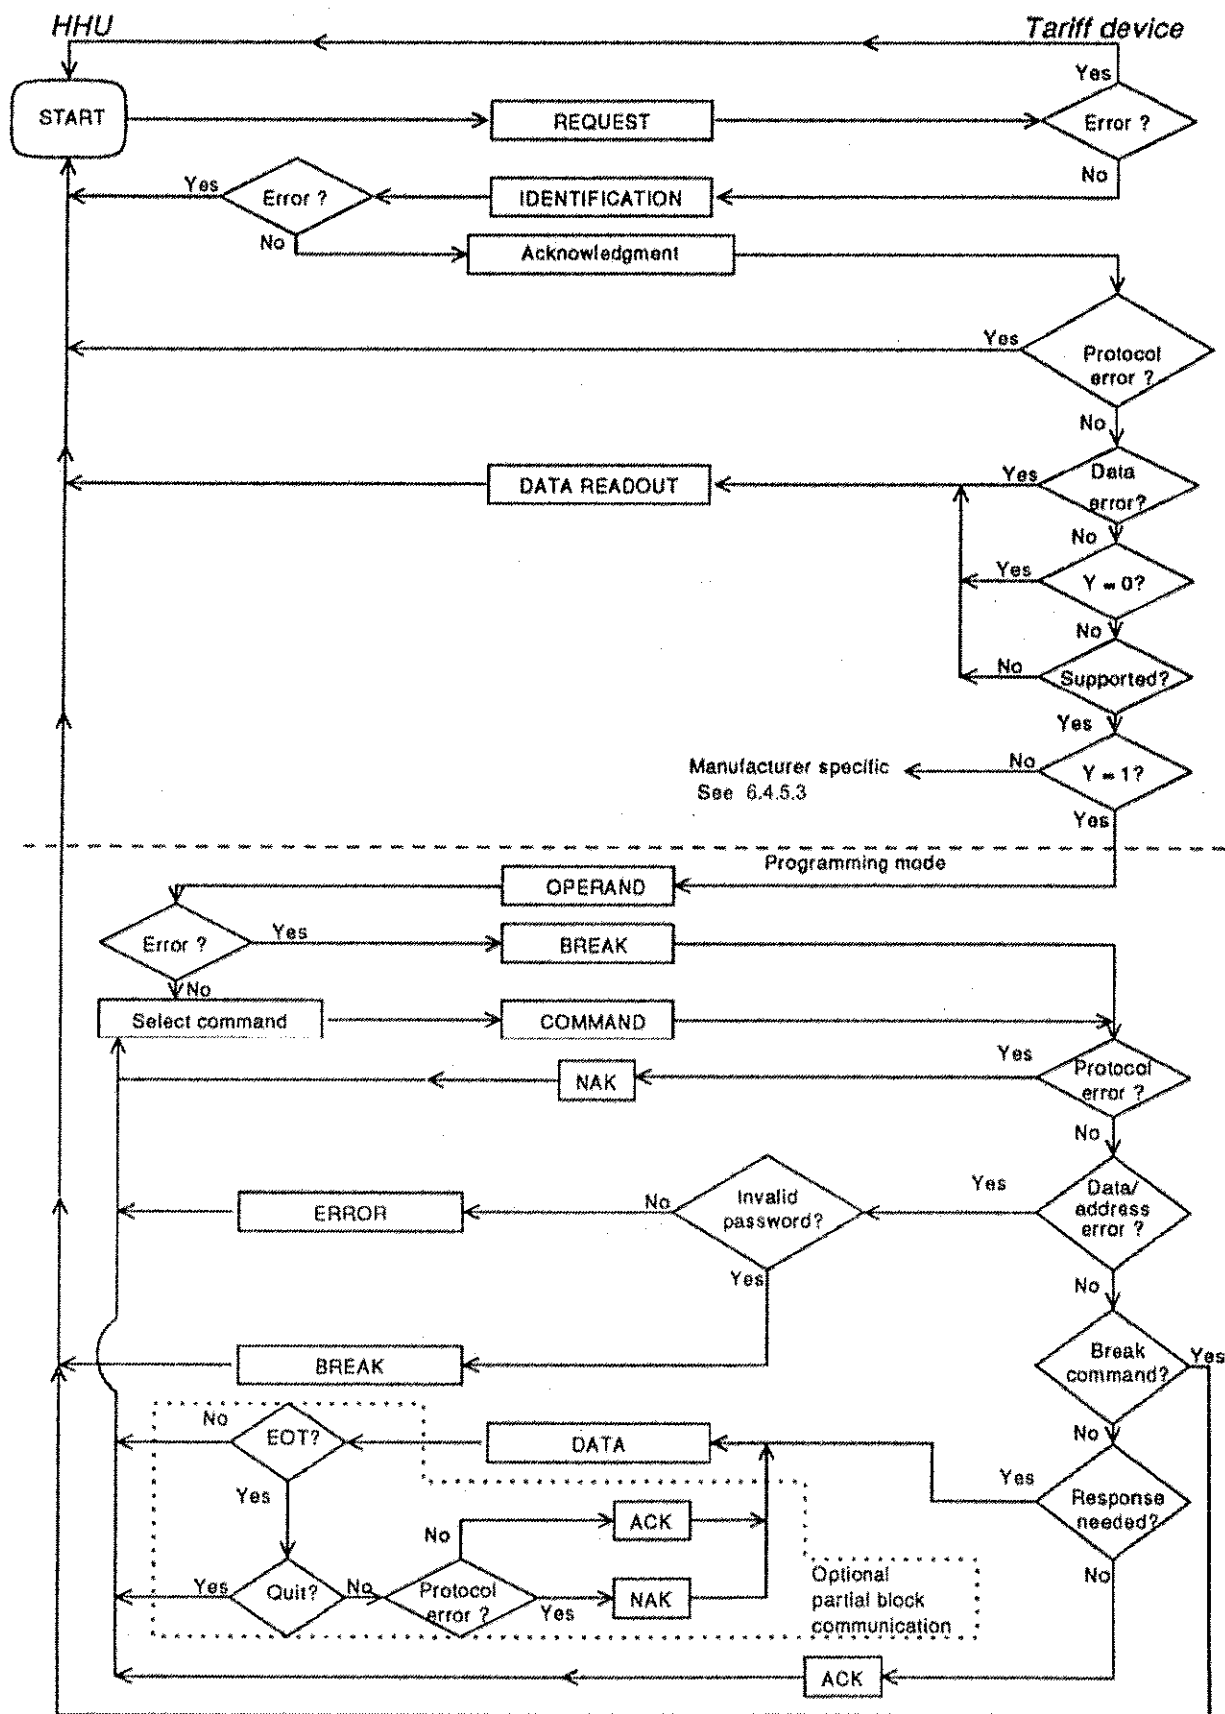 HHU
Tariff device
Yes
START
REQUEST
Error ?
No
Yes
Error ?
IDENTIFICATION
No
Acknowledgment
Yes
Protocol
error ?
No
DATA READOUT
Yes
Data
error?
No
Yes
Y = 0?
No
No
Supported?
Yes
Manufacturer specific
See 6.4.5.3
No
Y = 1?
Yes
Programming mode
OPERAND
Error ?
Yes
BREAK
No
Select command
COMMAND
Yes
NAK
Protocol
error ?
No
ERROR
No
Invalid
password?
Yes
Data/
address
error ?
Yes
No
BREAK
Break
command?
Yes
No
No
EOT?
DATA
Yes
Yes
Response
needed?
No
ACK
Yes
Quit?
No
Protocol
error ?
Yes
NAK
Optional
partial block
communication
No
ACK